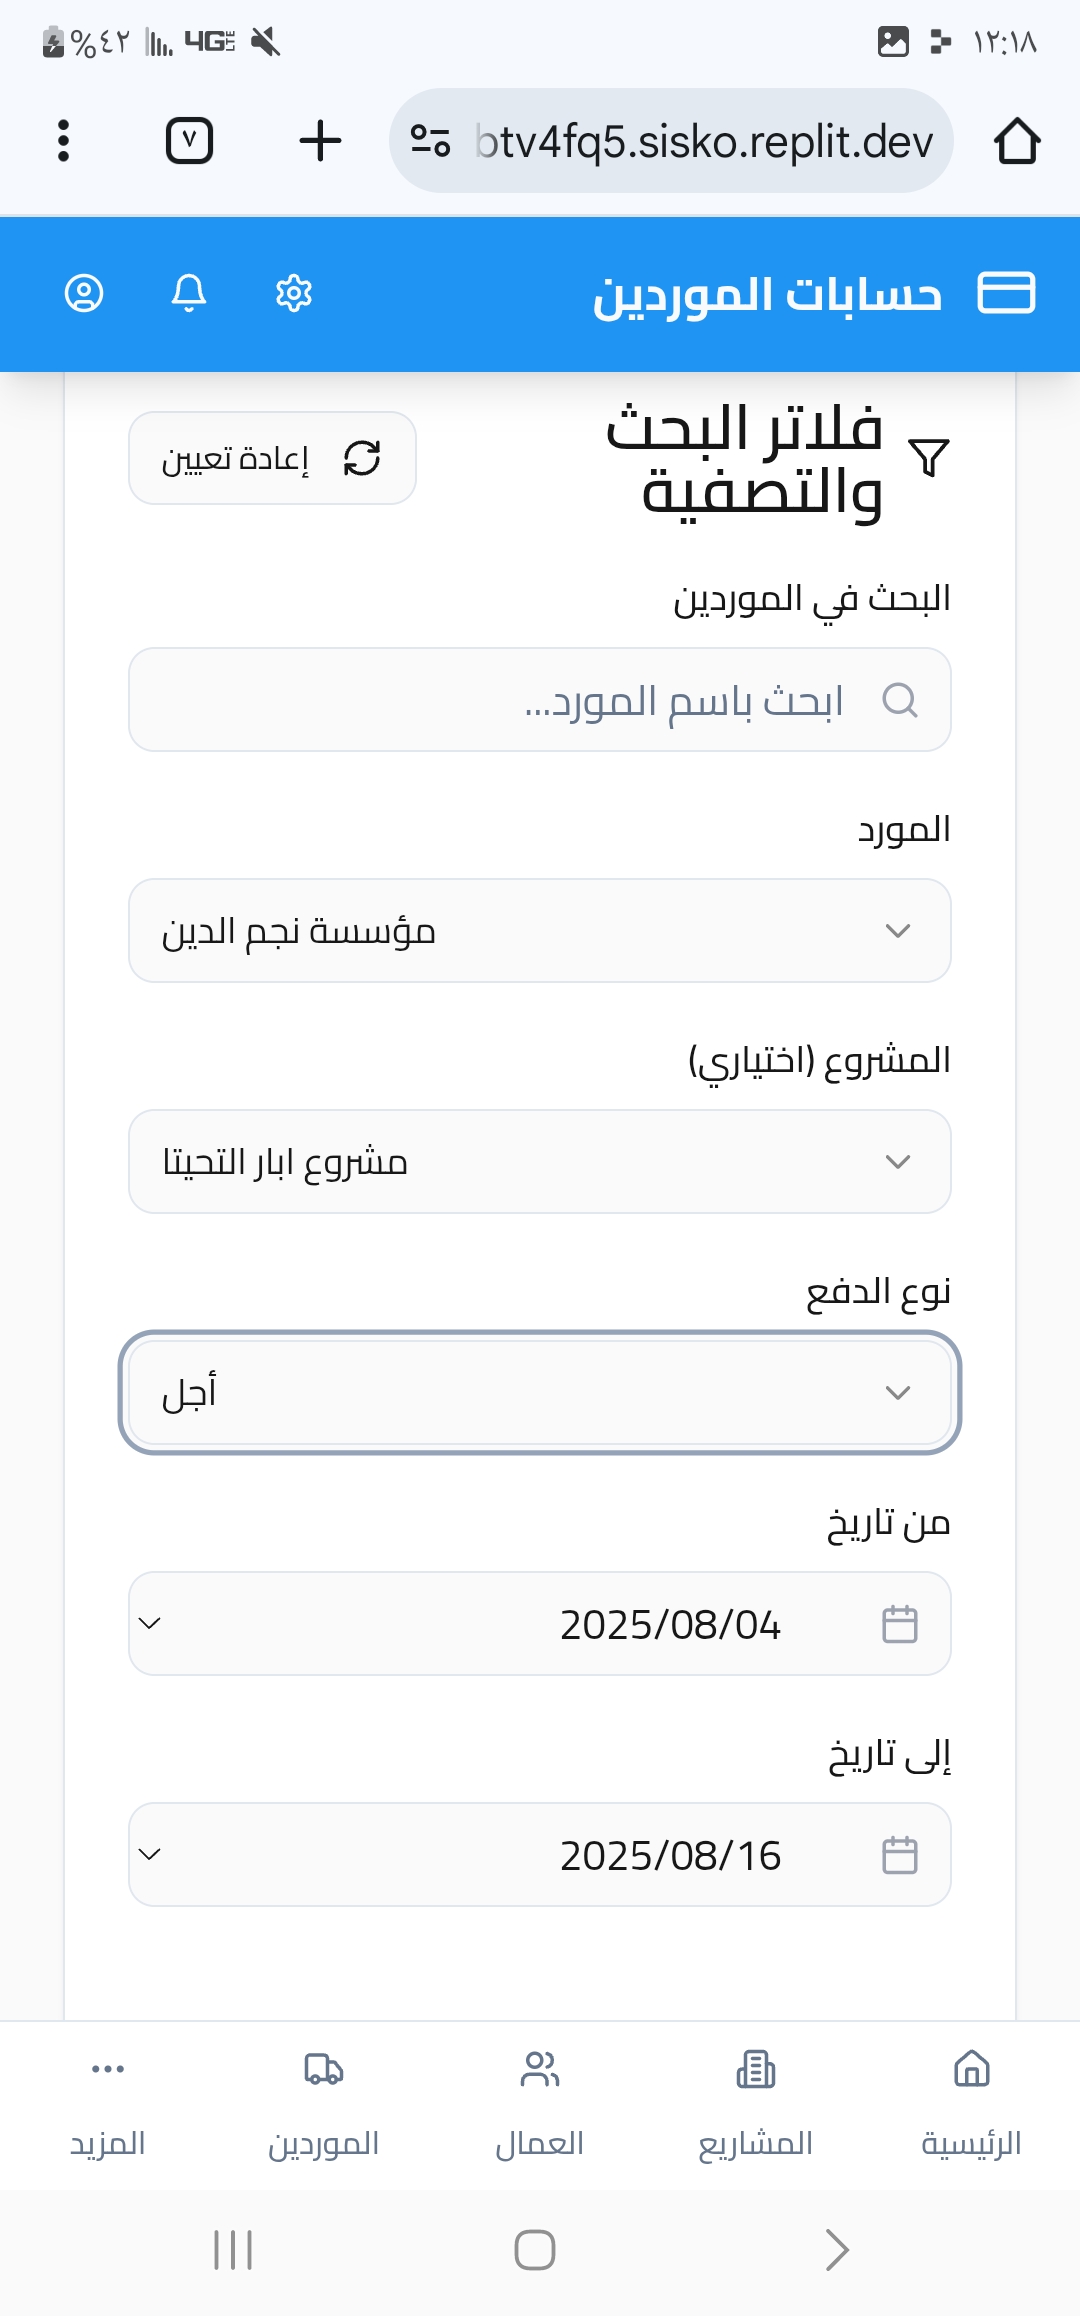 ١٢:١٨
4G LTE
%٤٢
btv4fq5.sisko.replit.dev
٧
حسابات الموردين
فلاتر البحث
والتصفية
إعادة تعيين
البحث في الموردين
ابحث باسم المورد...
المورد
مؤسسة نجم الدين
المشروع (اختياري)
مشروع ابار التحيتا
نوع الدفع
أجل
من تاريخ
2025/08/04
إلى تاريخ
2025/08/16
الرئيسية
المشاريع
العمال
الموردين
المزيد